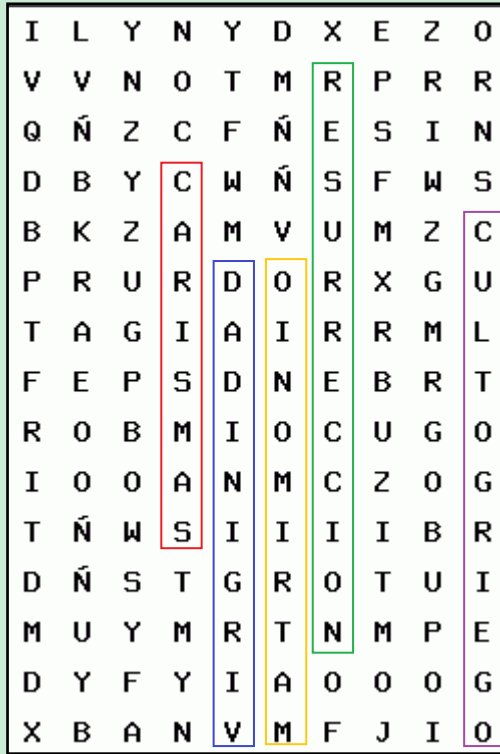 I L Y N Y D X E Z O
V V N O T M R P R R
Q Ñ Z C F Ñ E S I N
D B Y C W Ñ S F W S
B K Z A M V U M Z C
P R U R D O R X G U
T A G I A I R R M L
F E P S D N E B R T
R O B M I O C U G O
I O O A N M C Z O G
T Ñ W S I I I I B R
D Ñ S T G R O T U I
M U Y M R T N M P E
D Y F Y I A O O O G
X B A N V M F J I O